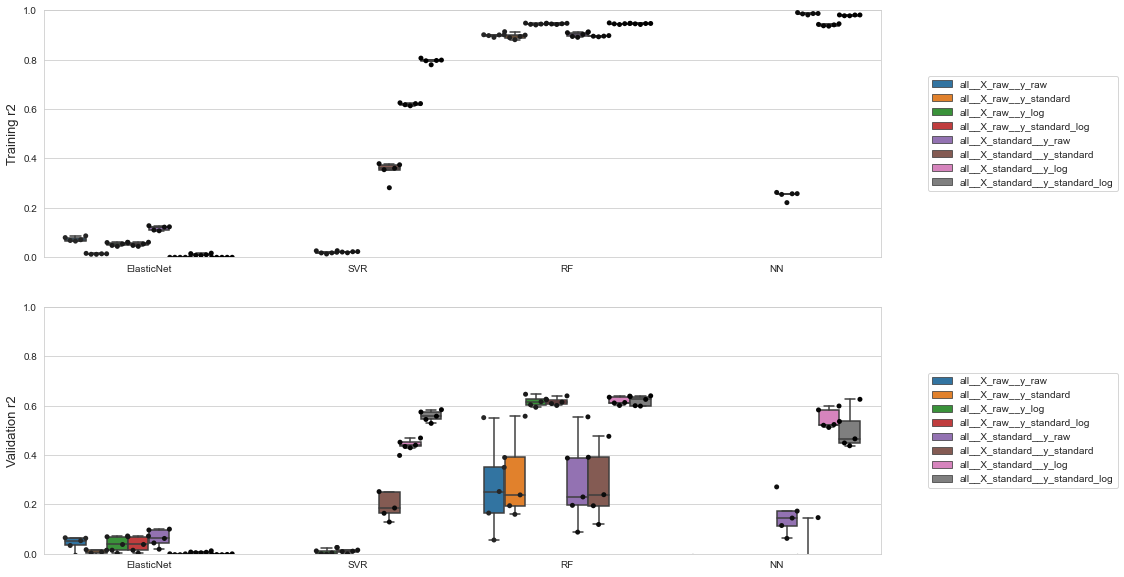 1.0
0.8
0.6
0.4
0.2
0.0
Training r2
ElasticNet
SVR
RF
NN
all__X_raw__y_raw
all__X_raw__y_standard
all__X_raw__y_log
all__X_raw__y_standard_log
all__X_standard__y_raw
all__X_standard__y_standard
all__X_standard__y_log
all__X_standard__y_standard_log
1.0
0.8
0.6
0.4
0.2
0.0
Validation r2
ElasticNet
SVR
RF
NN
all__X_raw__y_raw
all__X_raw__y_standard
all__X_raw__y_log
all__X_raw__y_standard_log
all__X_standard__y_raw
all__X_standard__y_standard
all__X_standard__y_log
all__X_standard__y_standard_log